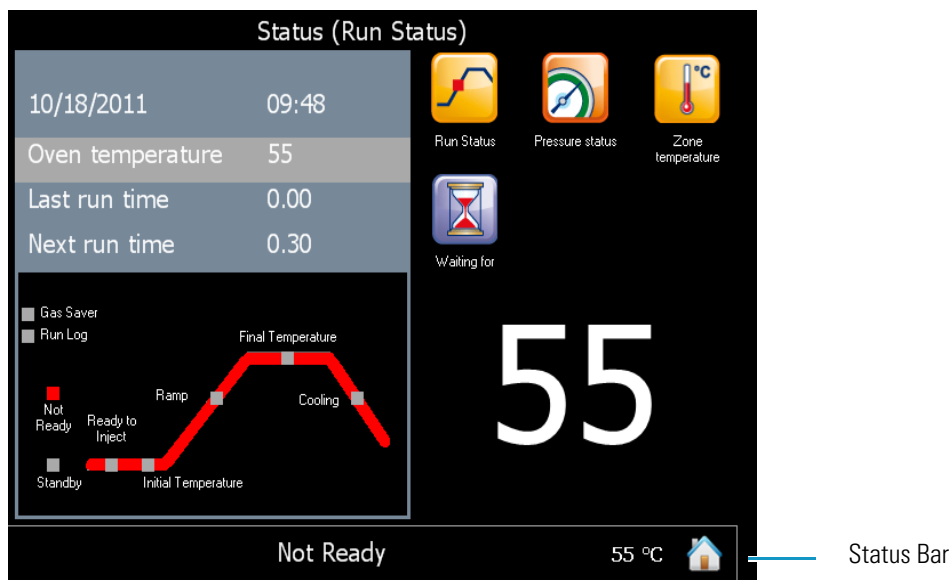 Status (Run Status)
10/18/2011 09:48
Oven temperature 55
Last run time 0.00
Next run time 0.30
Run Status
Pressure status
°C
Zone
temperature
Waiting for
Gas Saver
Run Log
Final Temperature
Ramp
Cooling
Not
Ready
Ready to
Inject
Standby
Initial Temperature
55
Not Ready 55 °C
Status Bar